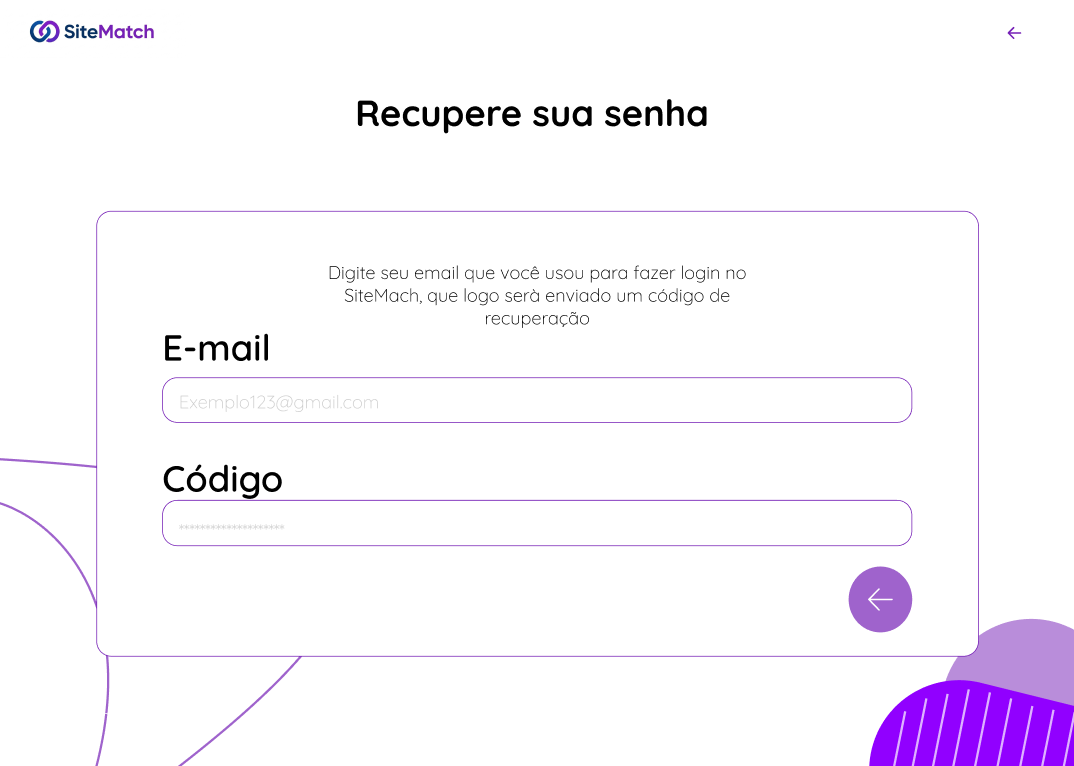 SiteMatch
Recupere sua senha
Digite seu email que você usou para fazer login no
SiteMach, que logo serà enviado um código de
recuperação
E-mail
Exemplo123@gmail.com
Código
********************